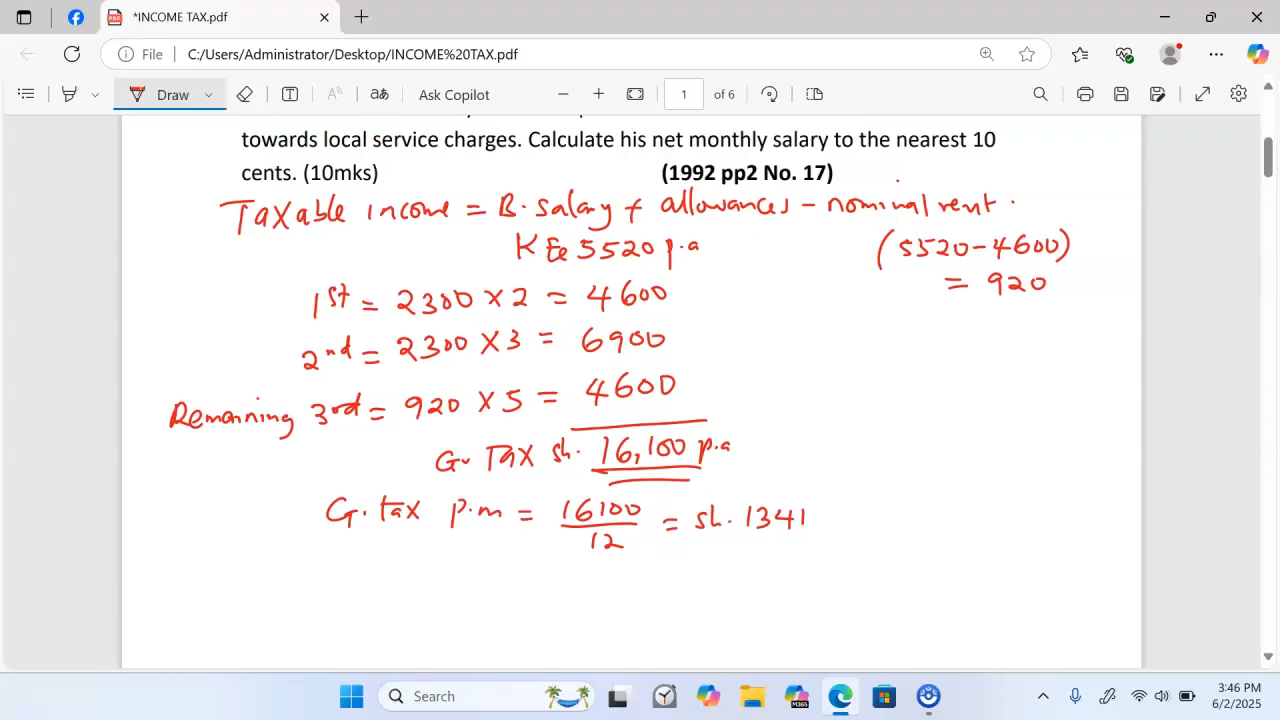 *INCOME TAX.pdf
File C:/Users/Administrator/Desktop/INCOME%20TAX.pdf
Draw Ask Copilot 1 of 6
towards local service charges. Calculate his net monthly salary to the nearest 10
cents. (10mks) (1992 pp2 No. 17)
Taxable income = B. salary + allowances - nominal rent.
K£ 5520 p.a
(5520-4600)
= 920
1st = 2300 × 2 = 4600
2nd = 2300 × 3 = 6900
Remaining 3rd = 920 × 5 = 4600
G. Tax sh. 16,100 p.a
G. tax p.m = 16100/12 = sh. 1341
Search
3:46 PM
6/2/2025